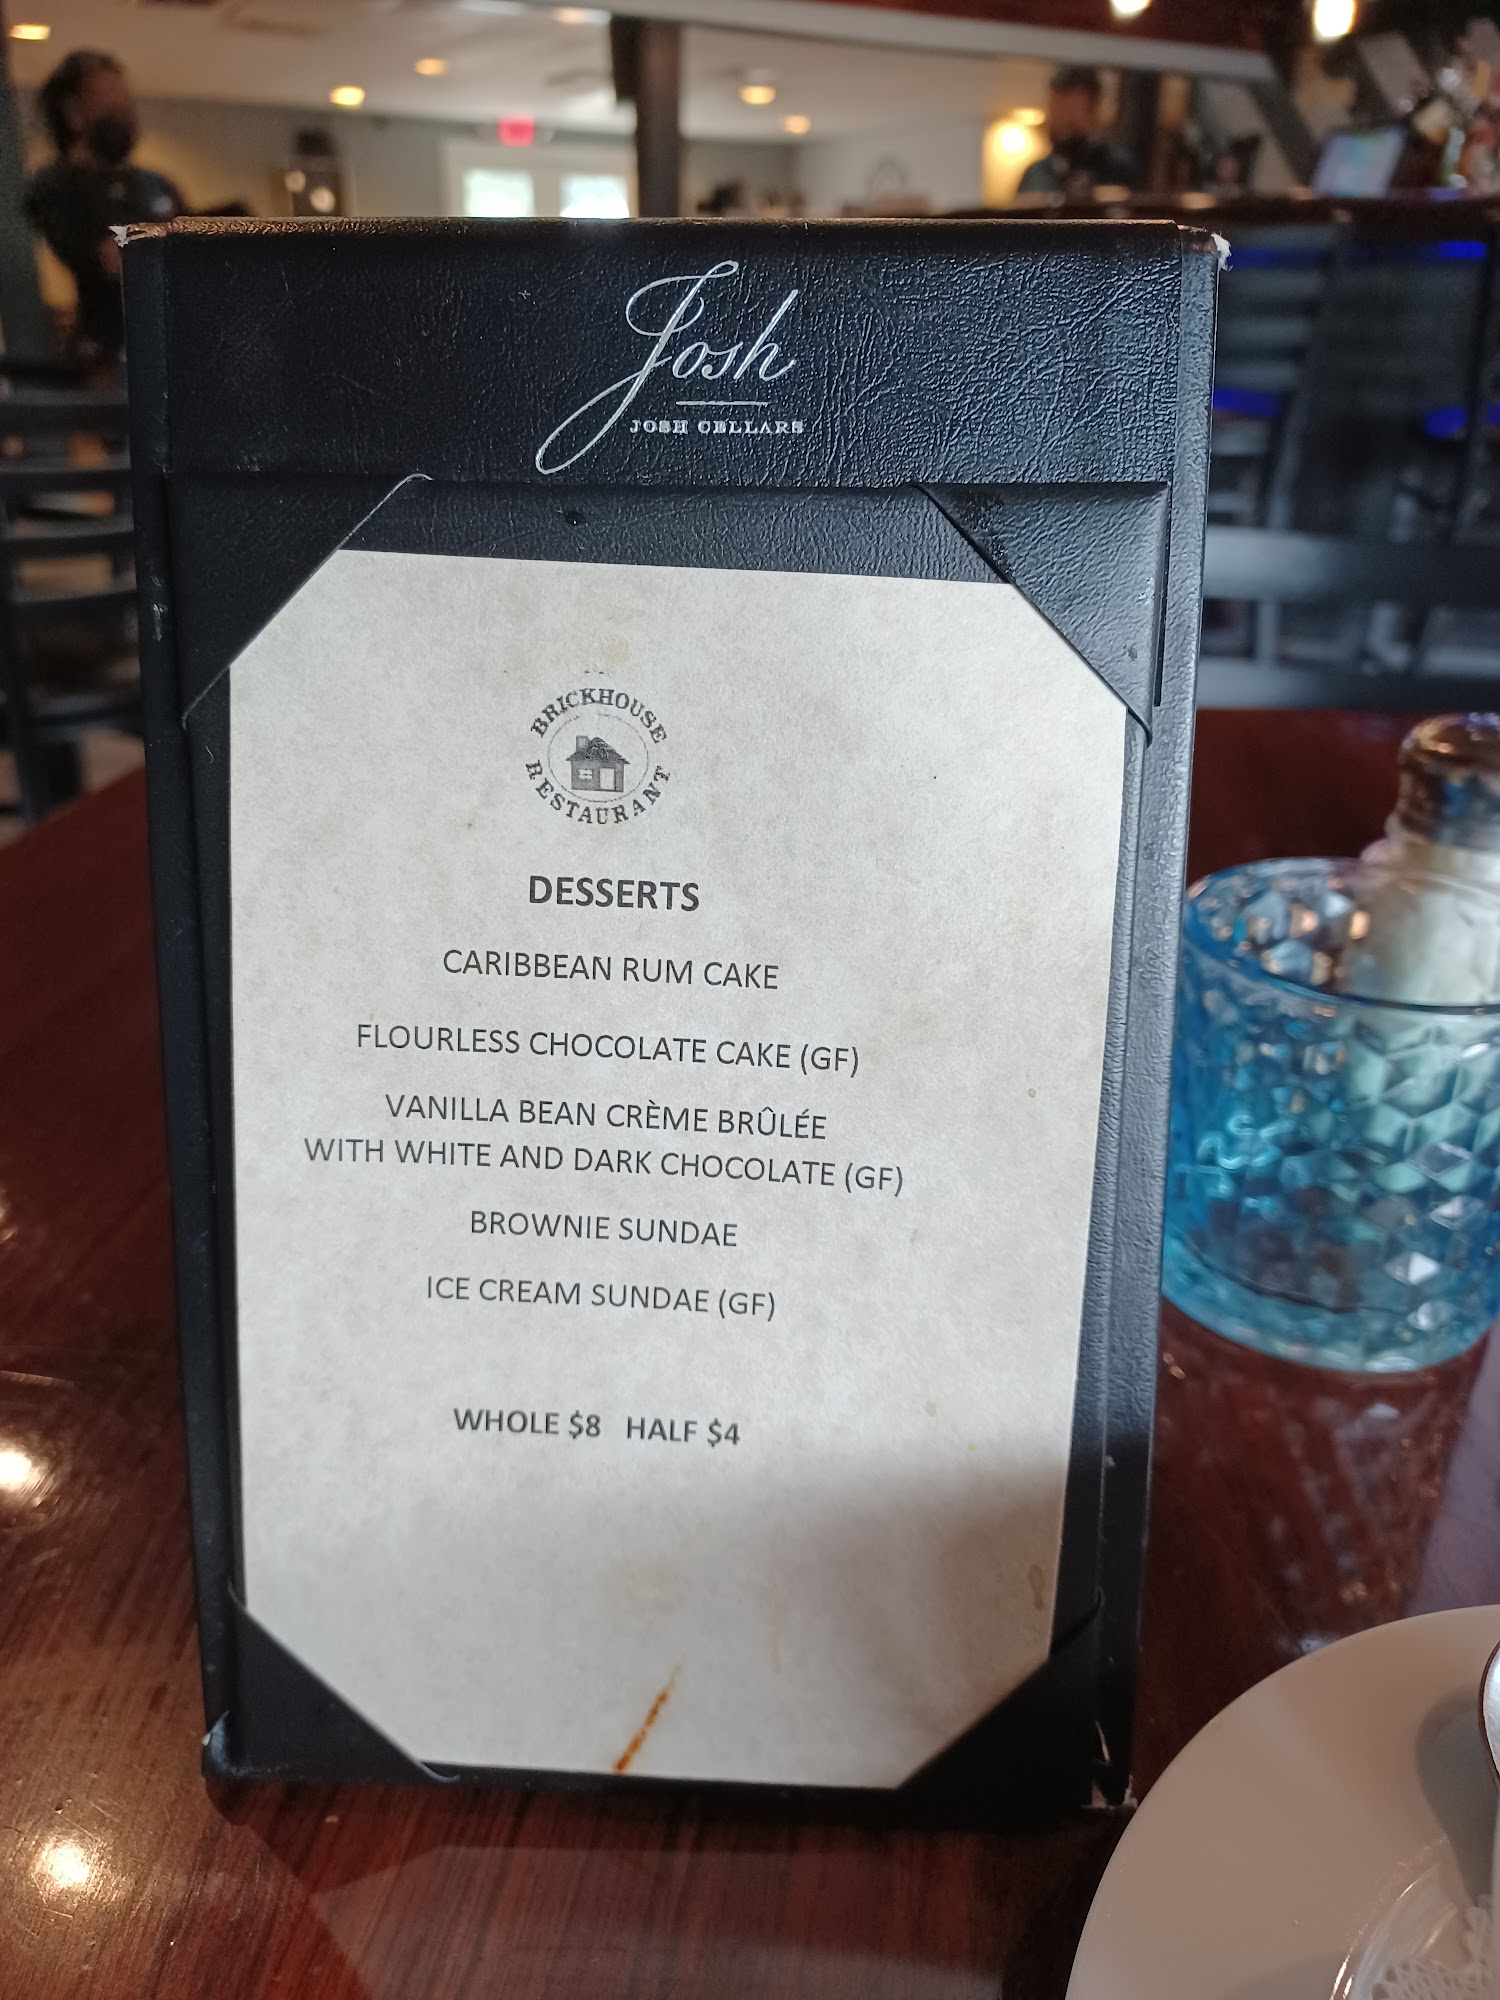 Josh
JOSH CELLARS
BRICKHOUSE
RESTAURANT
DESSERTS
CARIBBEAN RUM CAKE
FLOURLESS CHOCOLATE CAKE (GF)
VANILLA BEAN CRÈME BRÛLÉE
WITH WHITE AND DARK CHOCOLATE (GF)
BROWNIE SUNDAE
ICE CREAM SUNDAE (GF)
WHOLE $8 HALF $4